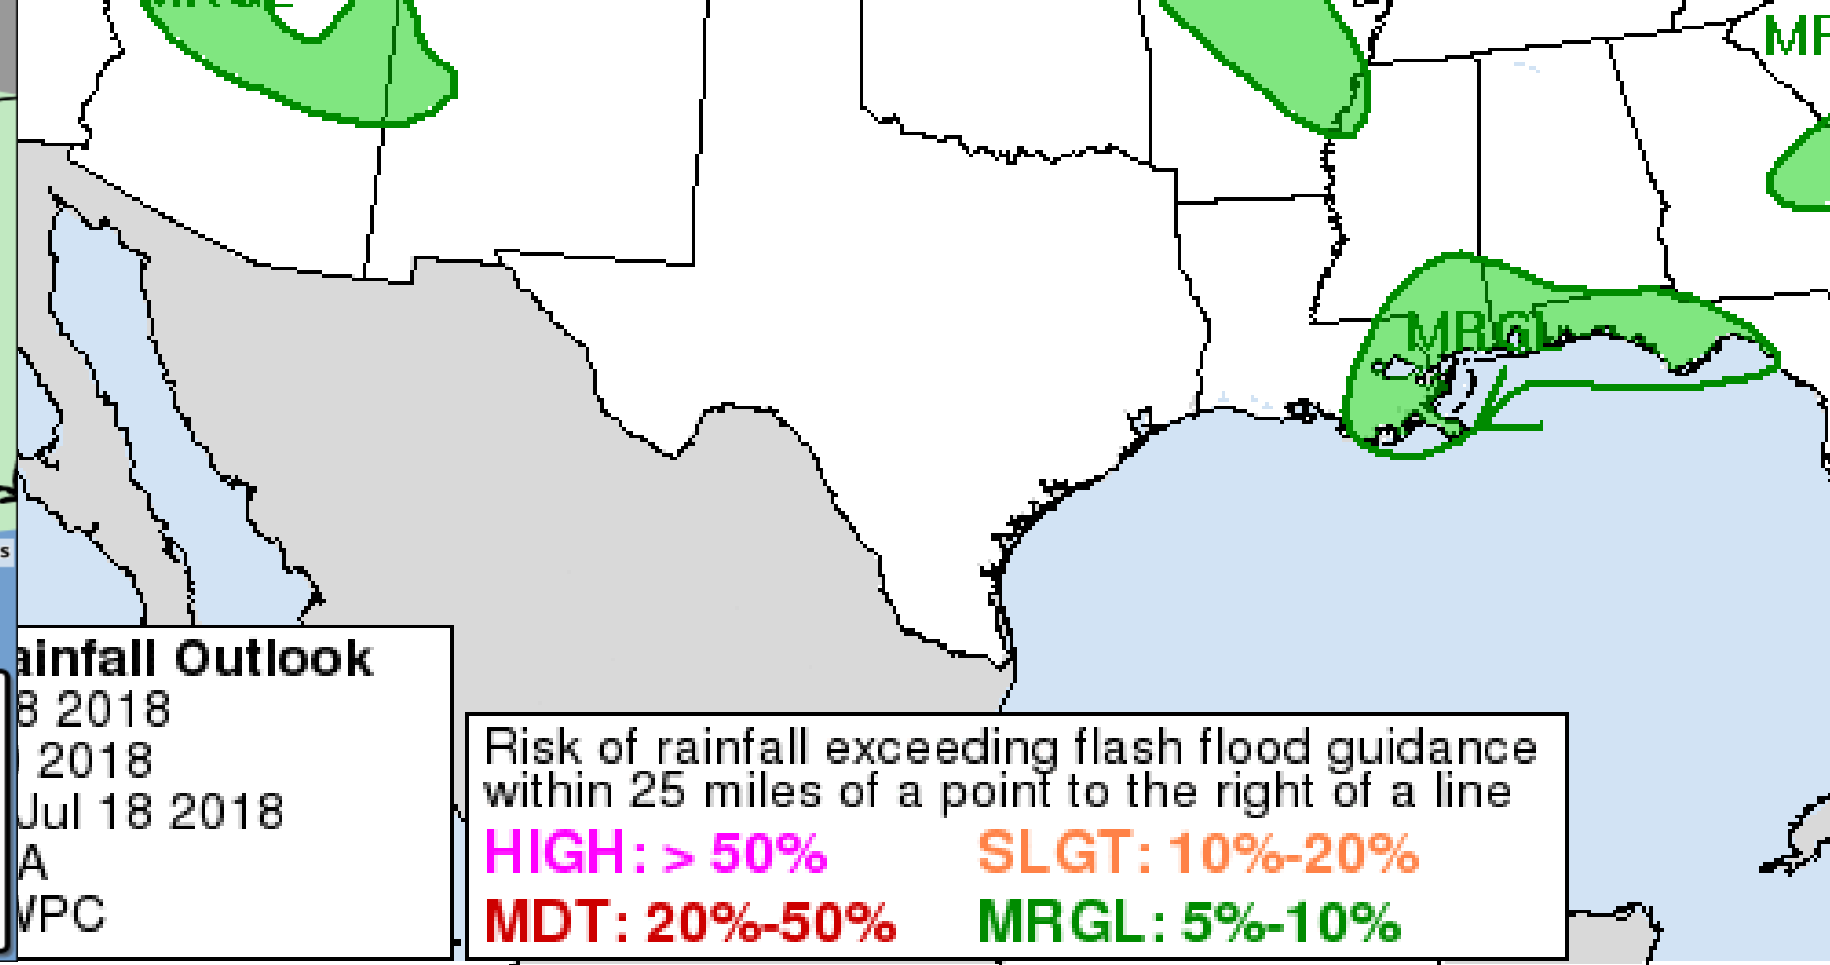 MRGL
s
ainfall Outlook
8 2018
2018
Jul 18 2018
A
WPC
Risk of rainfall exceeding flash flood guidance
within 25 miles of a point to the right of a line
HIGH: > 50%
SLGT: 10%-20%
MDT: 20%-50%
MRGL: 5%-10%